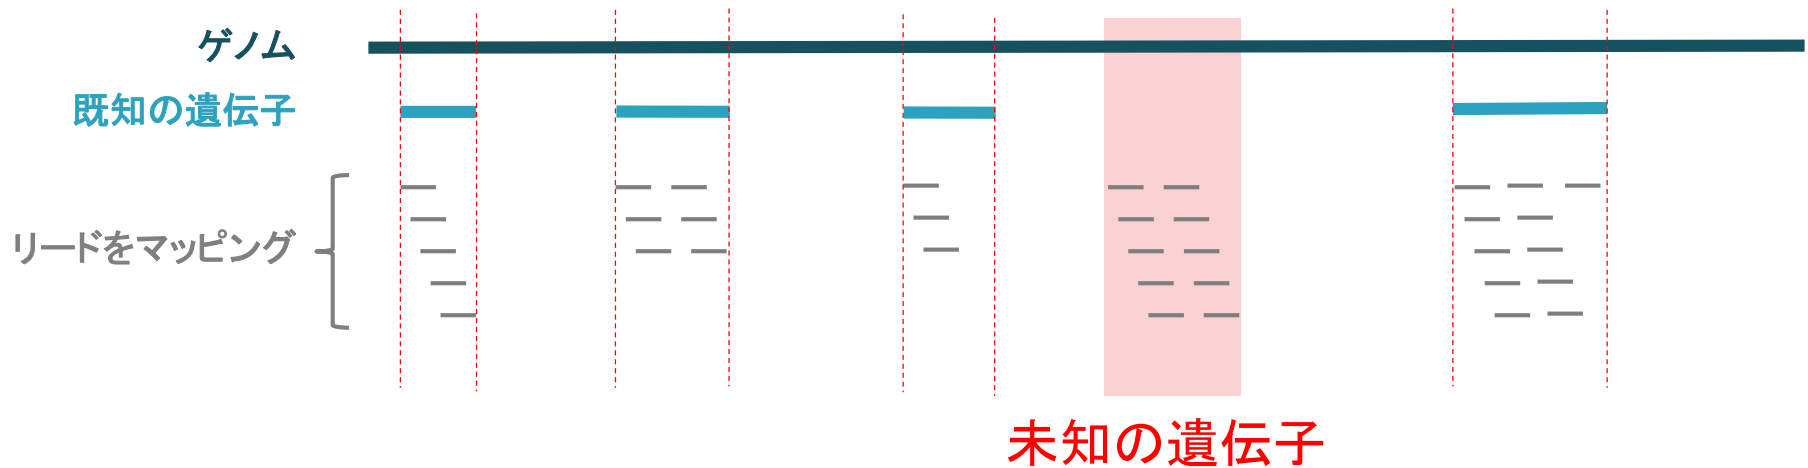 ゲノム
既知の遺伝子
リードをマッピング
未知の遺伝子